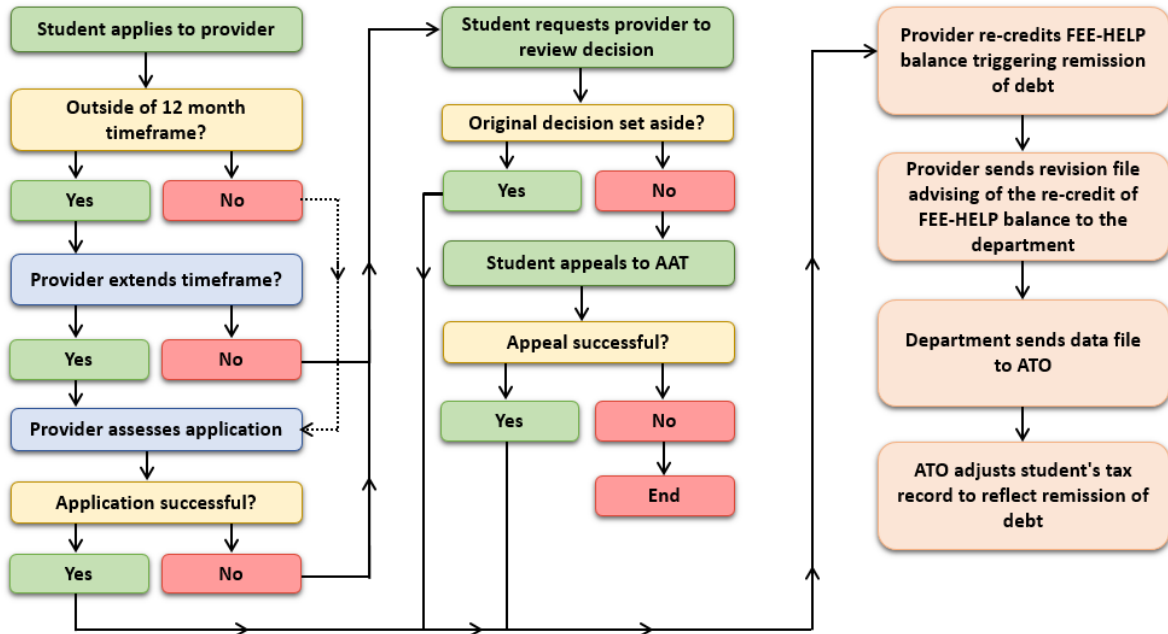 Student applies to provider
Outside of 12 month
timeframe?
Yes
No
Provider extends timeframe?
Yes
No
Provider assesses application
Application successful?
Yes
No
Student requests provider to
review decision
Original decision set aside?
Yes
No
Student appeals to AAT
Appeal successful?
Yes
No
End
Provider re-credits FEE-HELP
balance triggering remission
of debt
Provider sends revision file
advising of the re-credit of
FEE-HELP balance to the
department
Department sends data file
to ATO
ATO adjusts student's tax
record to reflect remission of
debt